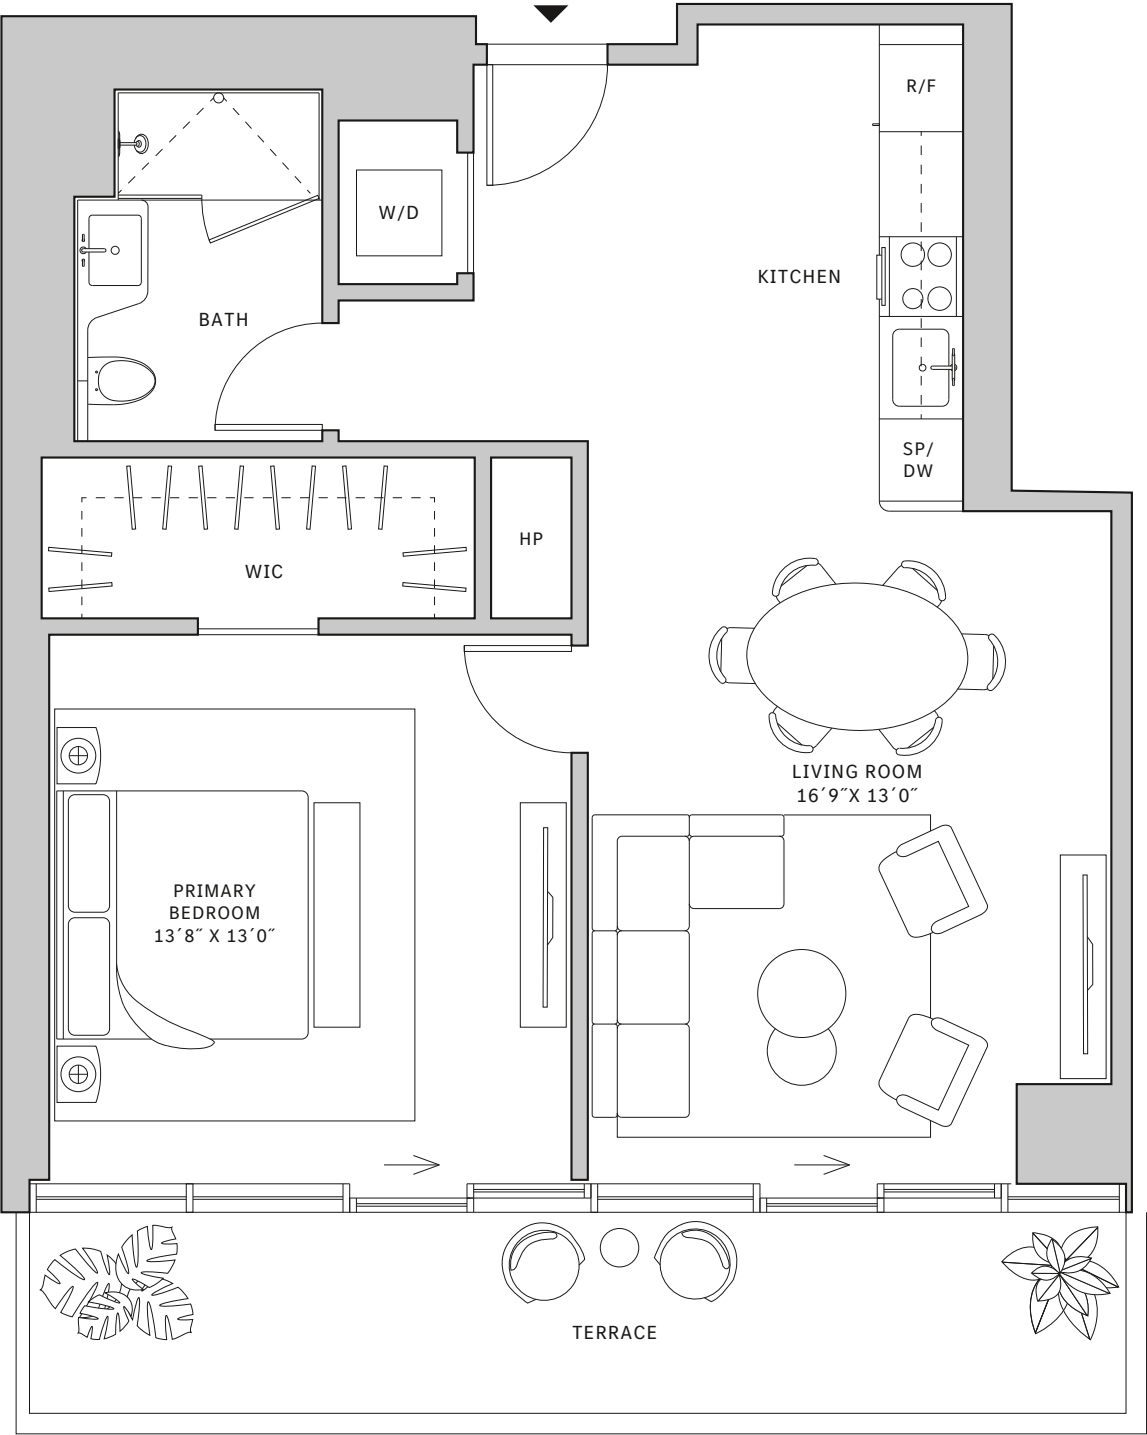 R/F
W/D
KITCHEN
BATH
SP/
DW
HP
WIC
LIVING ROOM
16´9˝X 13´0˝
PRIMARY
BEDROOM
13´8˝ X 13´0˝
TERRACE